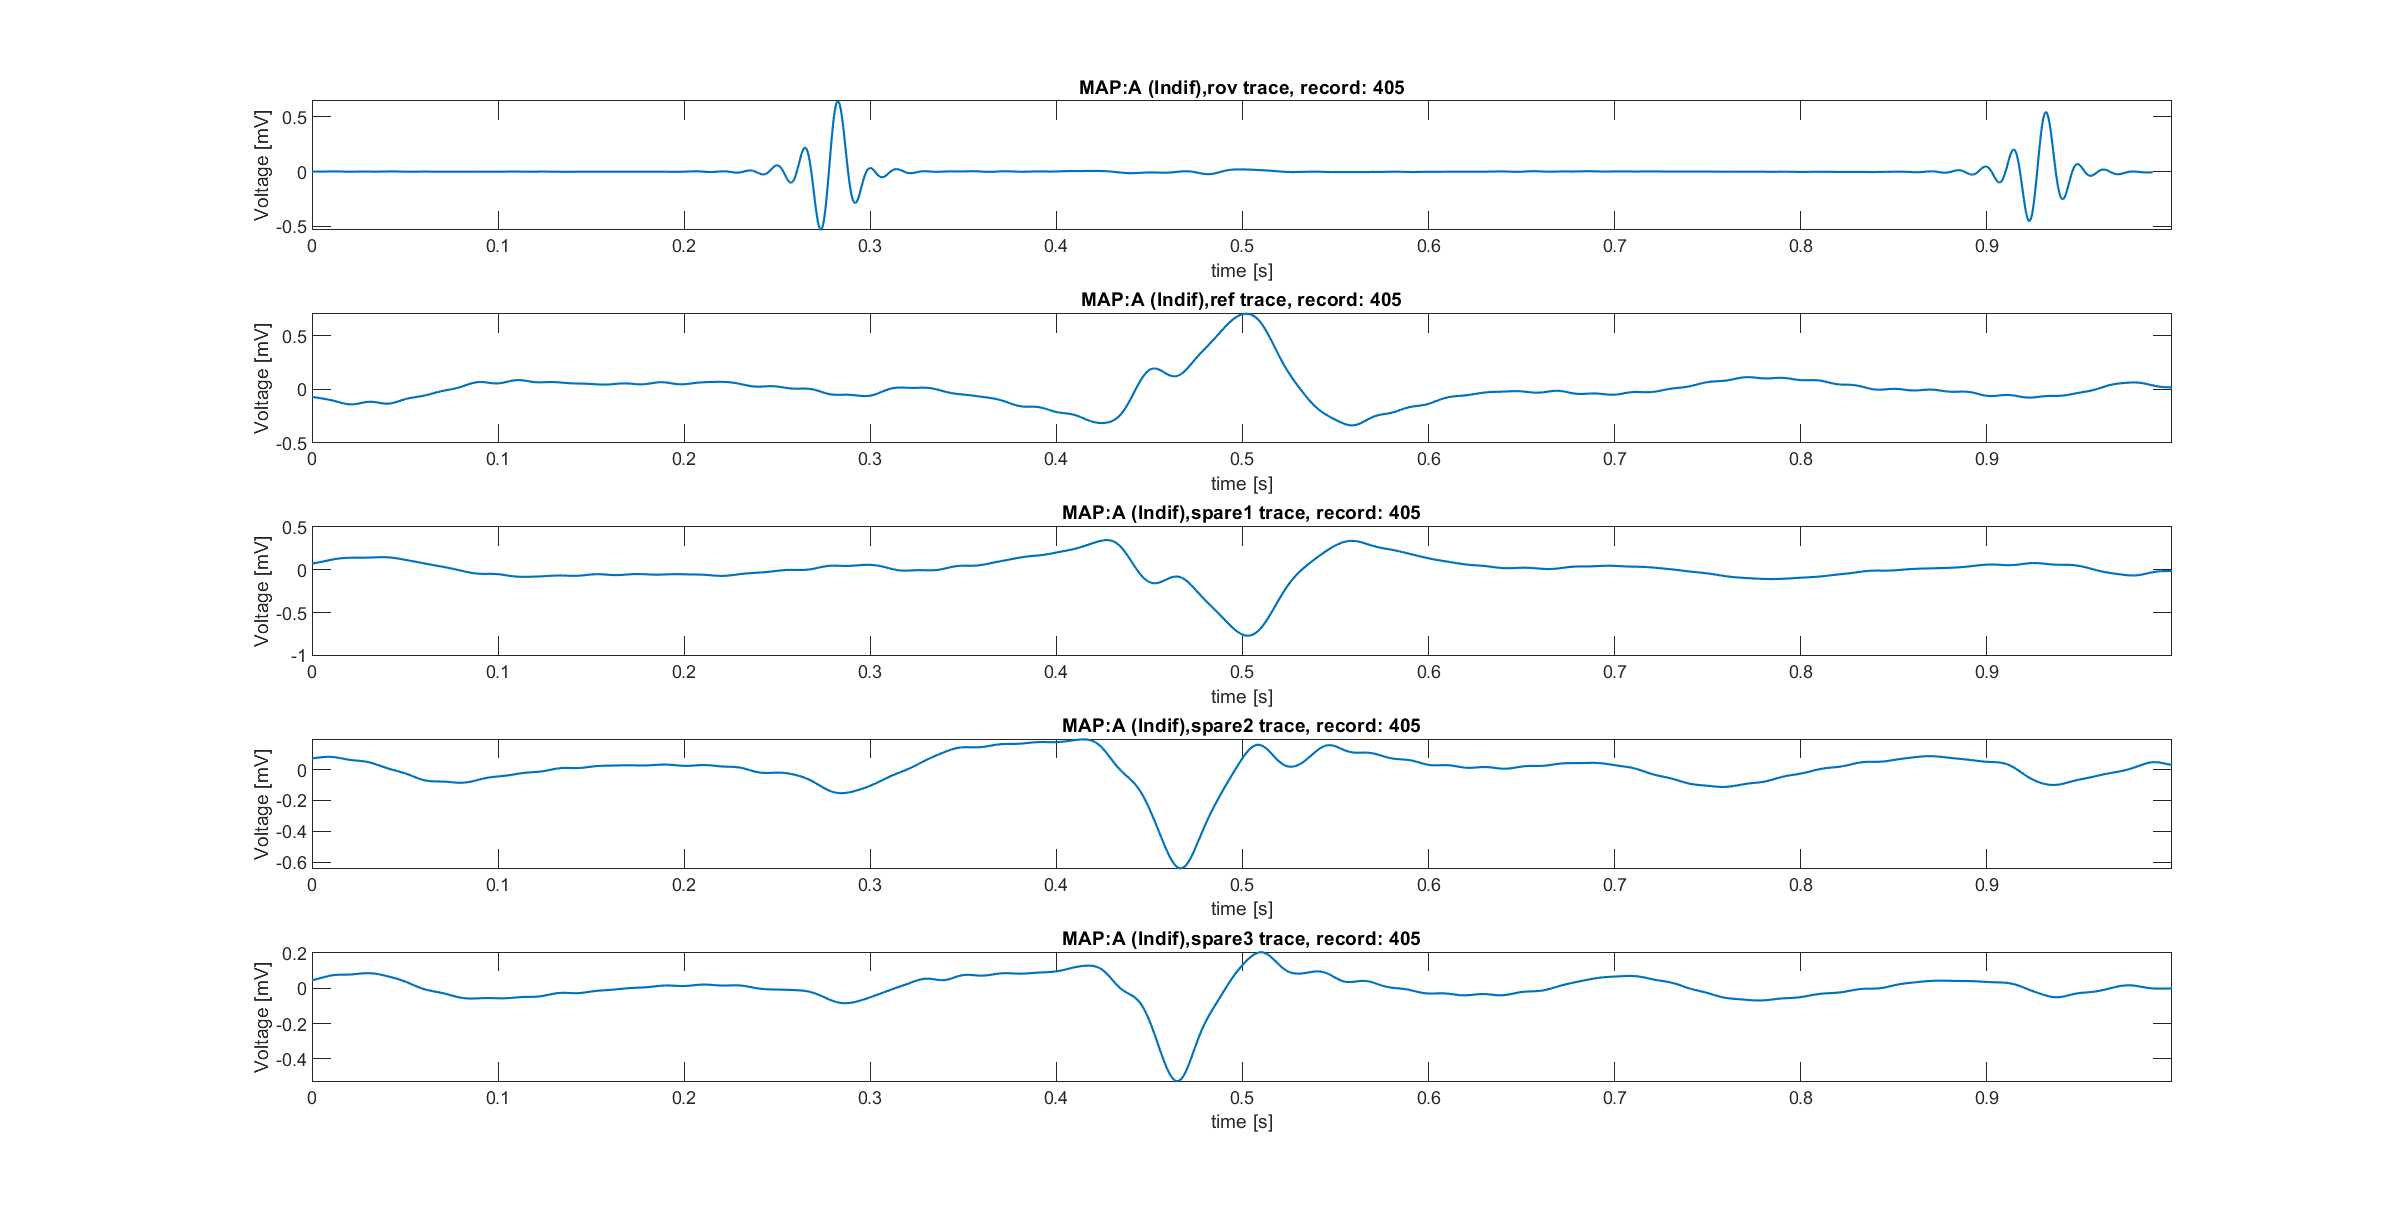 MAP:A (Indif),rov trace, record: 405
Voltage [mV]
0.5
0
-0.5
0 0.1 0.2 0.3 0.4 0.5 0.6 0.7 0.8 0.9
time [s]
MAP:A (Indif),ref trace, record: 405
Voltage [mV]
0.5
0
-0.5
0 0.1 0.2 0.3 0.4 0.5 0.6 0.7 0.8 0.9
time [s]
MAP:A (Indif),spare1 trace, record: 405
Voltage [mV]
0.5
0
-0.5
-1
0 0.1 0.2 0.3 0.4 0.5 0.6 0.7 0.8 0.9
time [s]
MAP:A (Indif),spare2 trace, record: 405
Voltage [mV]
0
-0.2
-0.4
-0.6
0 0.1 0.2 0.3 0.4 0.5 0.6 0.7 0.8 0.9
time [s]
MAP:A (Indif),spare3 trace, record: 405
Voltage [mV]
0.2
0
-0.2
-0.4
0 0.1 0.2 0.3 0.4 0.5 0.6 0.7 0.8 0.9
time [s]